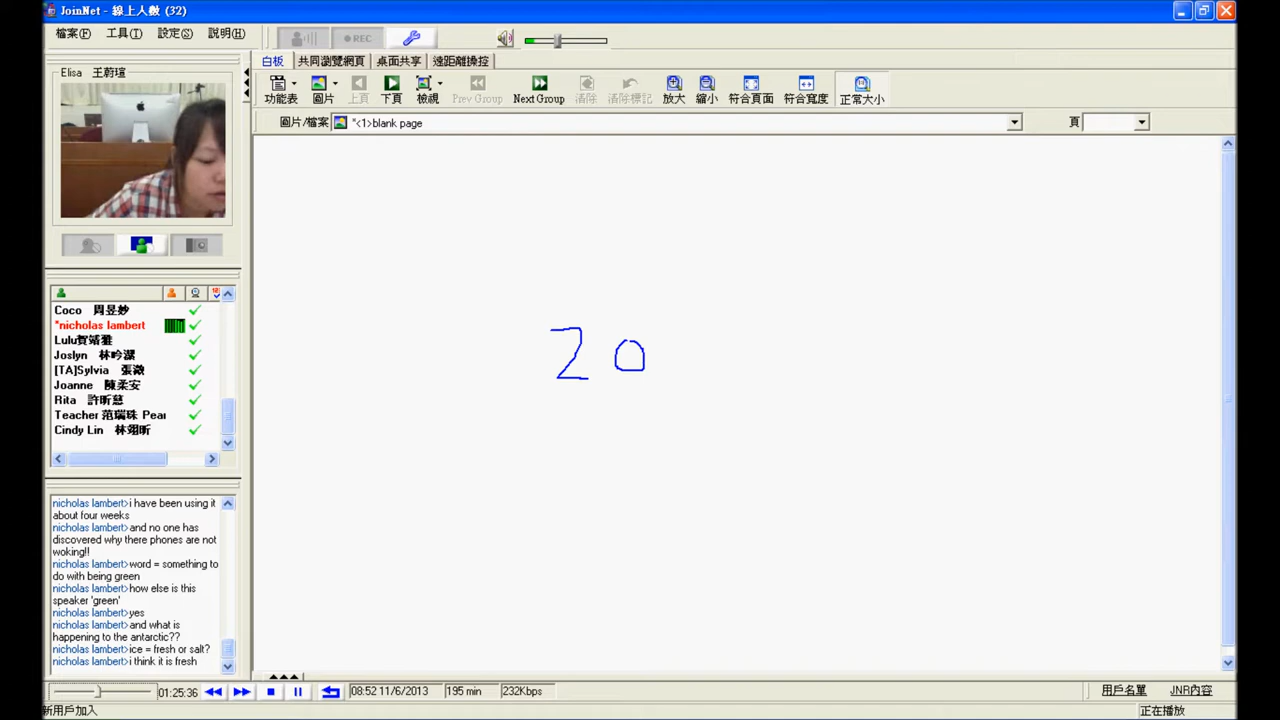 JoinNet - 線上人數 (32)
檔案(F) 工具(T) 設定(S) 說明(H)
REC
Elisa 王蔚瑄
白板 共同瀏覽網頁 桌面共享 遠距離操控
功能表 圖片 上頁 下頁 檢視 Prev Group Next Group 清除 清除標記 放大 縮小 符合頁面 符合寬度 正常大小
圖片/檔案 *<1>blank page 頁
20
Coco 周昱妙
*nicholas lambert
Lulu賀婧雅
Joslyn 林吟潔
[TA]Sylvia 張瀲
Joanne 陳柔安
Rita 許昕慈
Teacher 范瑞珠 Pear
Cindy Lin 林翊昕
nicholas lambert>i have been using it
about four weeks
nicholas lambert>and no one has
discovered why there phones are not
woking!!
nicholas lambert>word = something to
do with being green
nicholas lambert>how else is this
speaker 'green'
nicholas lambert>yes
nicholas lambert>and what is
happening to the antarctic??
nicholas lambert>ice = fresh or salt?
nicholas lambert>i think it is fresh
01:25:36 08:52 11/6/2013 195 min 232Kbps 用戶名單 JNR內容
新用戶加入 正在播放